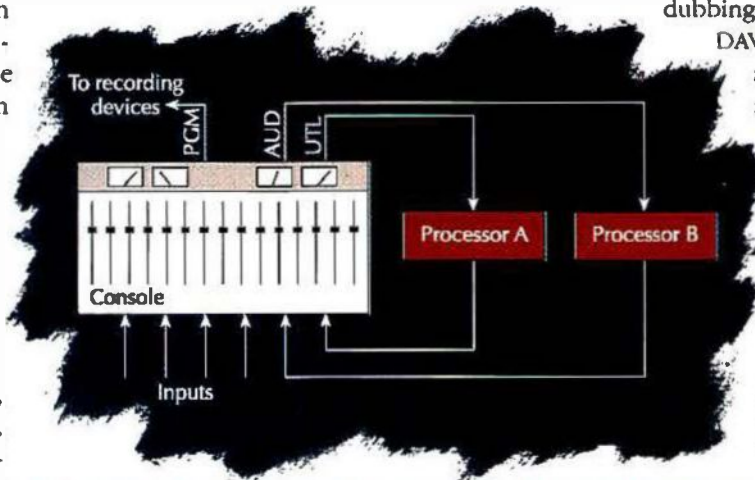 dubbing
DAV
To recording
devices
PGM
AUD
UTL
Processor A
Processor B
Console
Inputs